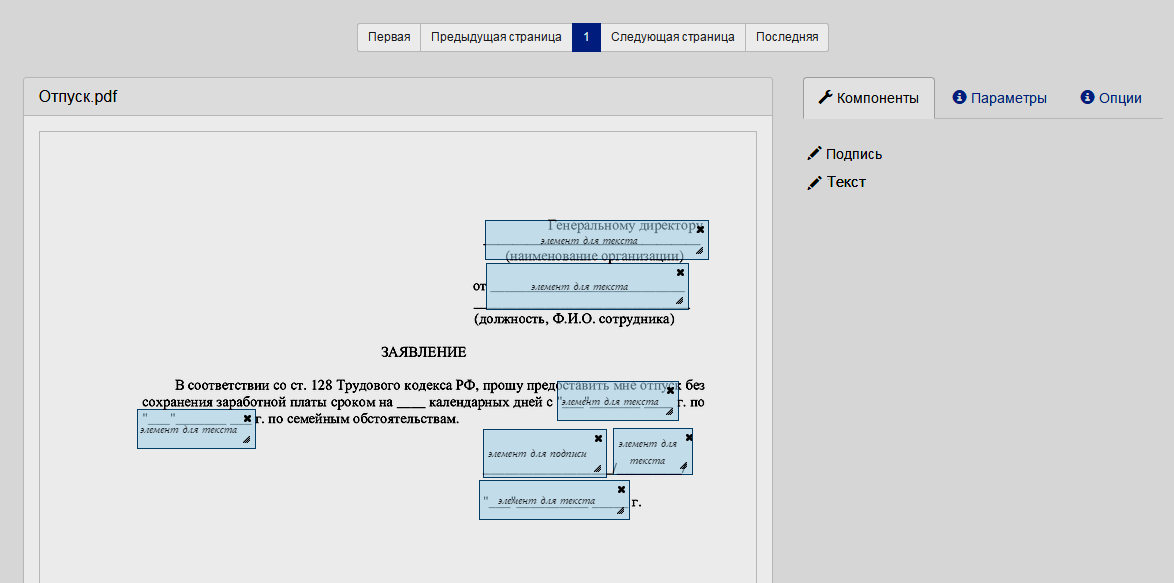 Первая Предыдущая страница 1 Следующая страница Последняя
Отпуск.pdf
Компоненты Параметры Опции
Подпись
Текст
Генеральному директору
элемент для текста
(наименование организации)
от элемент для текста
(должность, Ф.И.О. сотрудника)
ЗАЯВЛЕНИЕ
В соответствии со ст. 128 Трудового кодекса РФ, прошу предоставить мне отпуск без
сохранения заработной платы сроком на ____ календарных дней с "элемент для текста г. по
"___"________ ___г. по семейным обстоятельствам.
элемент для текста
элемент для подписи
элемент для
текста
/ /
"элемент для текста г.